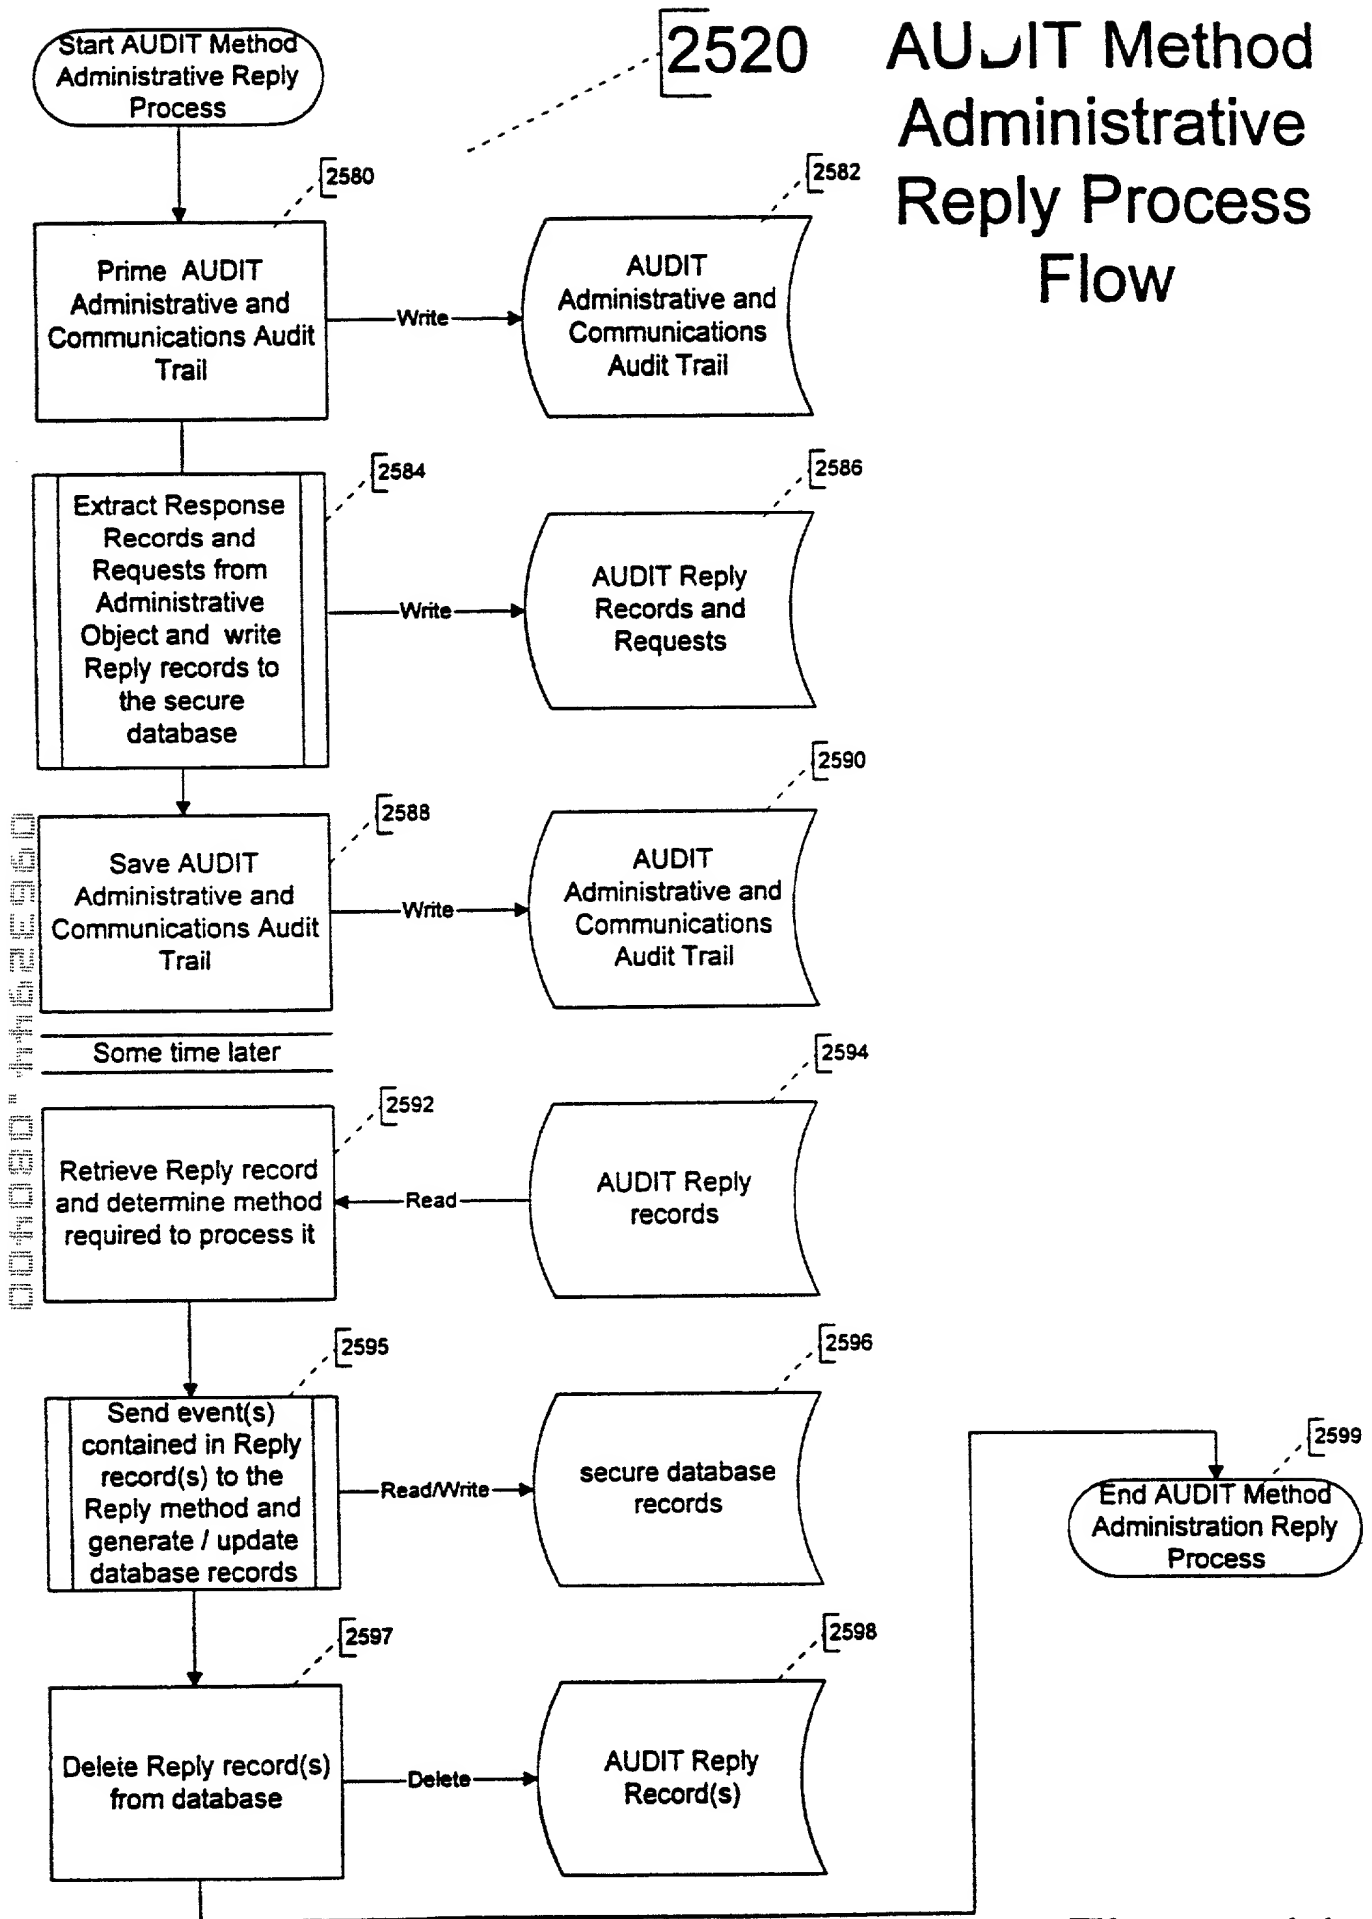 Start AUDIT Method
Administrative Reply
Process
2520
AUDIT Method
Administrative
Reply Process
Flow
2580
2582
Prime AUDIT
Administrative and
Communications Audit
Trail
Write
AUDIT
Administrative and
Communications
Audit Trail
2584
2586
Extract Response
Records and
Requests from
Administrative
Object and write
Reply records to
the secure
database
Write
AUDIT Reply
Records and
Requests
2588
2590
Save AUDIT
Administrative and
Communications Audit
Trail
Write
AUDIT
Administrative and
Communications
Audit Trail
Some time later
2592
2594
Retrieve Reply record
and determine method
required to process it
Read
AUDIT Reply
records
2595
2596
Send event(s)
contained in Reply
record(s) to the
Reply method and
generate / update
database records
Read/Write
secure database
records
2599
End AUDIT Method
Administration Reply
Process
2597
2598
Delete Reply record(s)
from database
Delete
AUDIT Reply
Record(s)